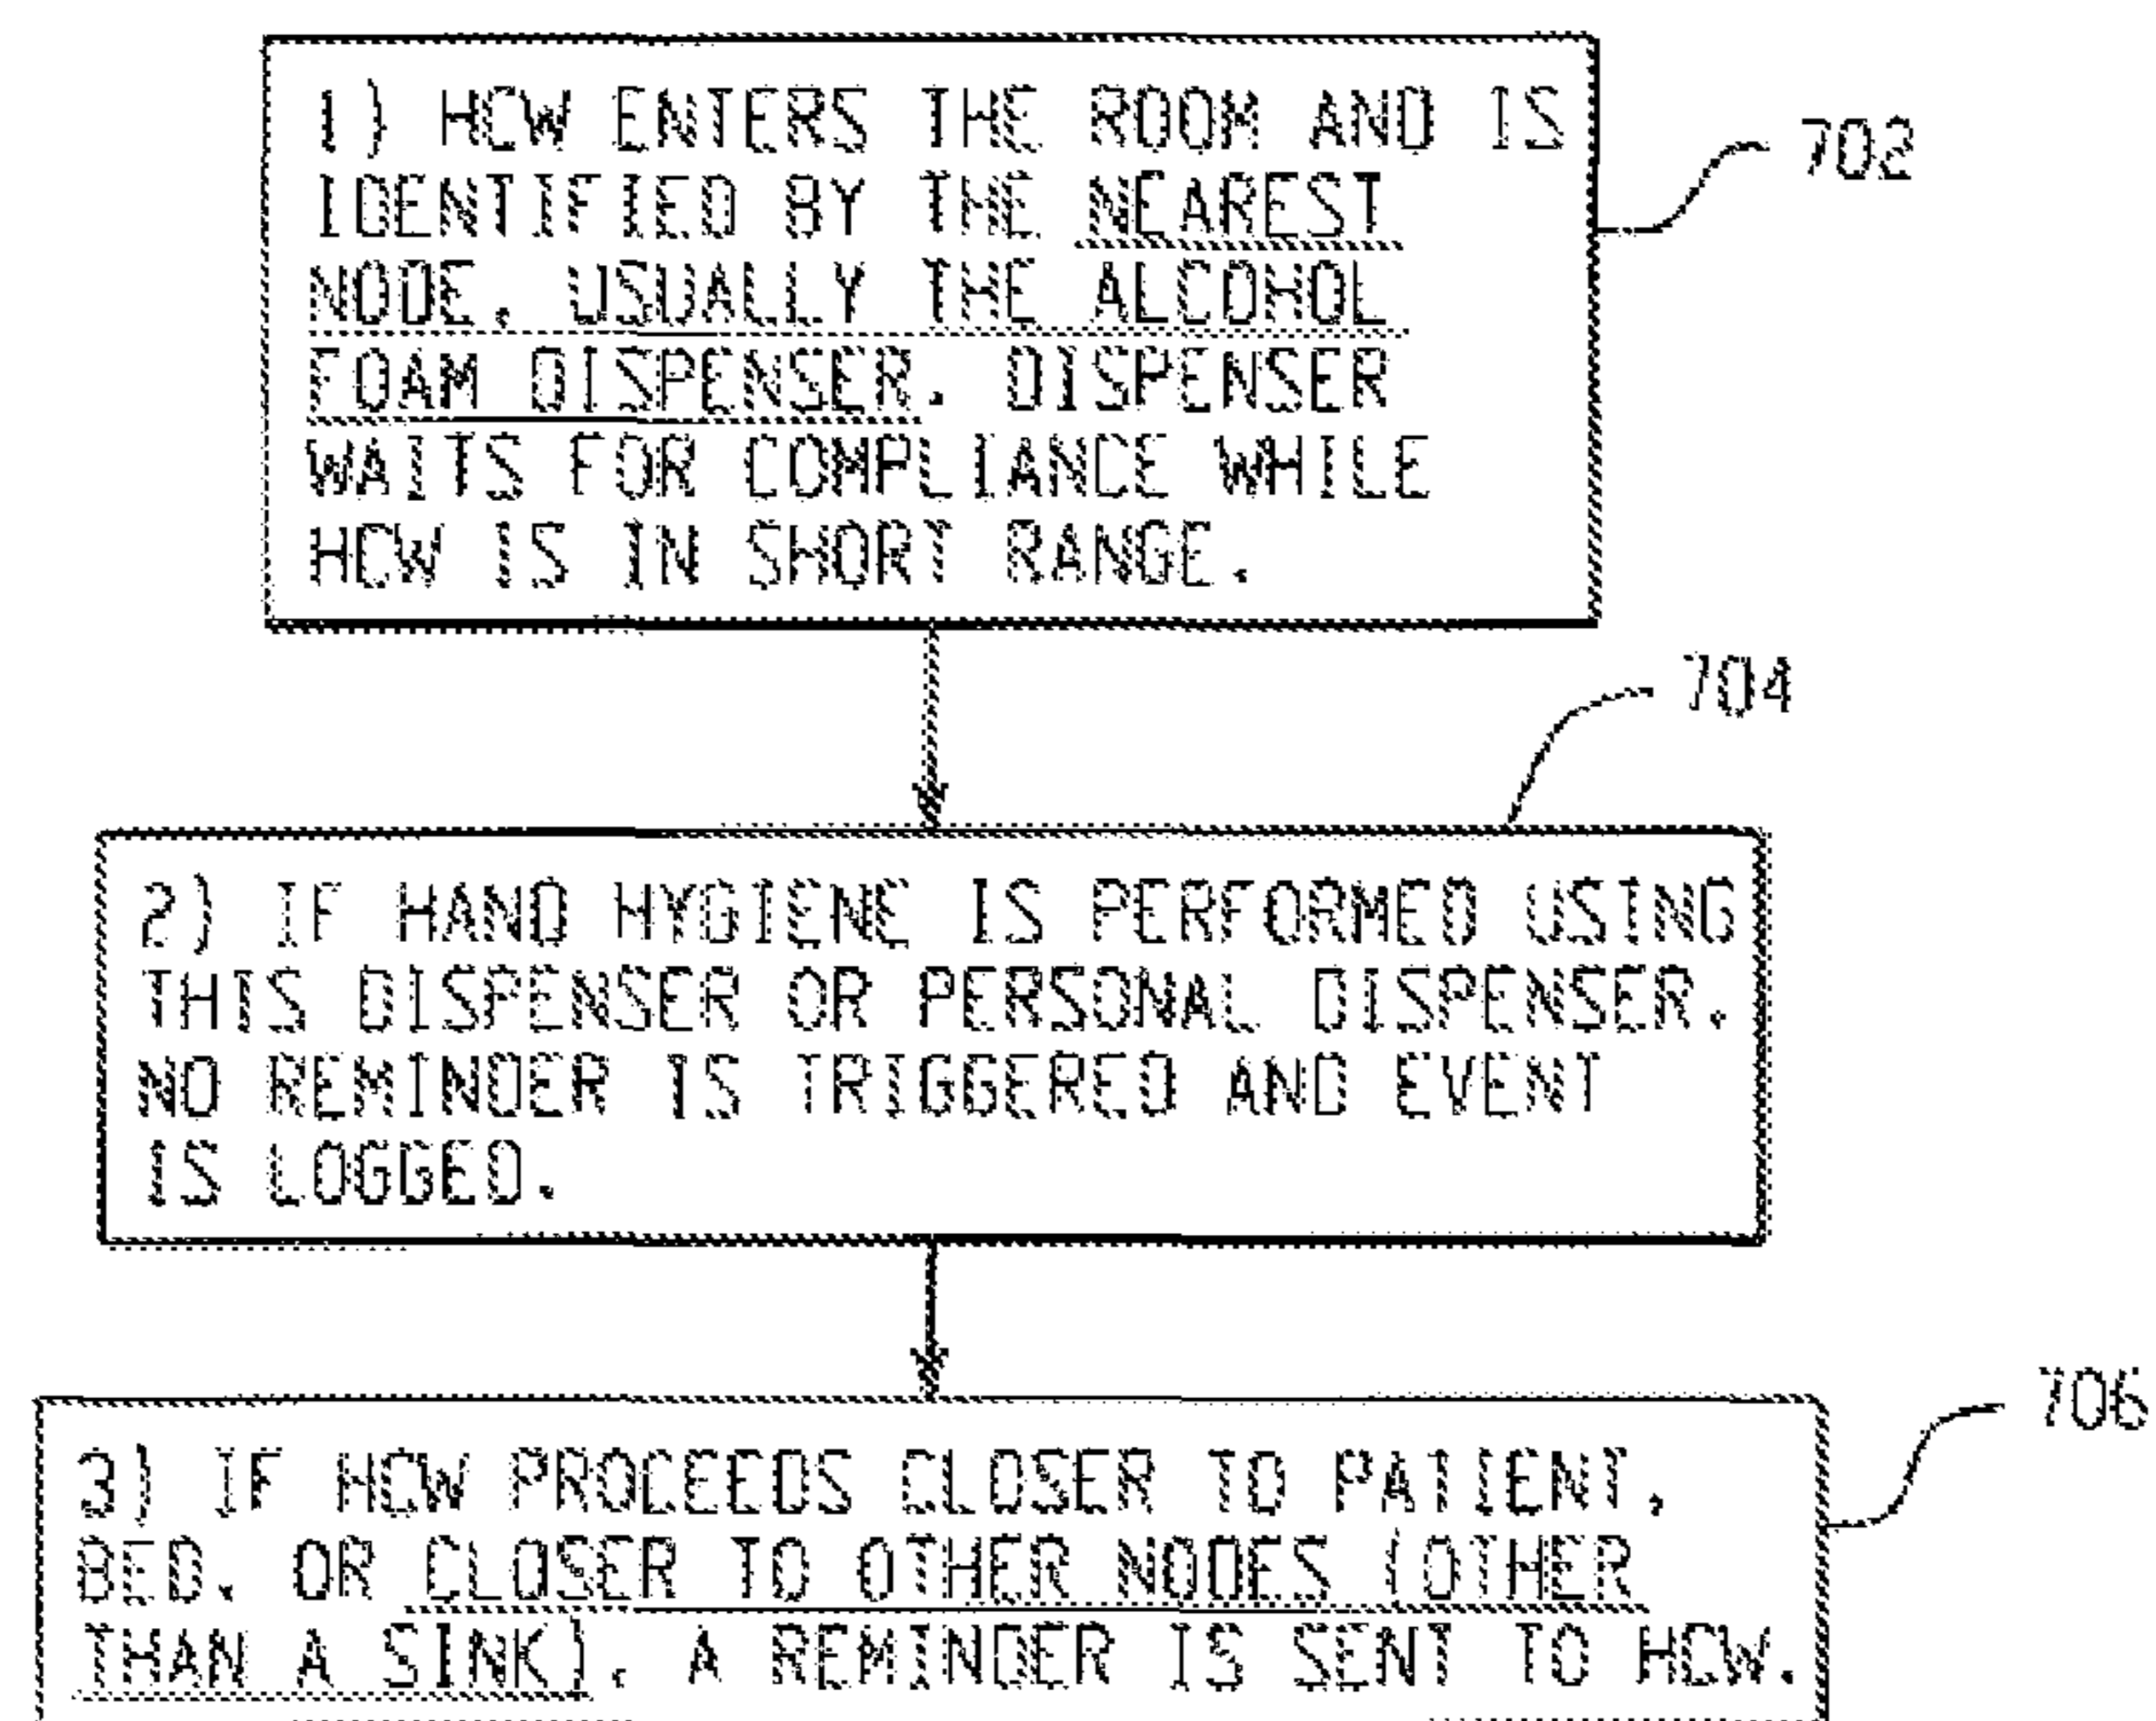 1) HCW ENTERS THE ROOM AND IS
IDENTIFIED BY THE NEAREST
NODE, USUALLY THE ALCOHOL
FOAM DISPENSER. DISPENSER
WAITS FOR COMPLIANCE WHILE
HCW IS IN SHORT RANGE.
702
704
2) IF HAND HYGIENE IS PERFORMED USING
THIS DISPENSER OR PERSONAL DISPENSER,
NO REMINDER IS TRIGGERED AND EVENT
IS LOGGED.
706
3) IF HCW PROCEEDS CLOSER TO PATIENT,
BED, OR CLOSER TO OTHER NODES (OTHER
THAN A SINK), A REMINDER IS SENT TO HCW.